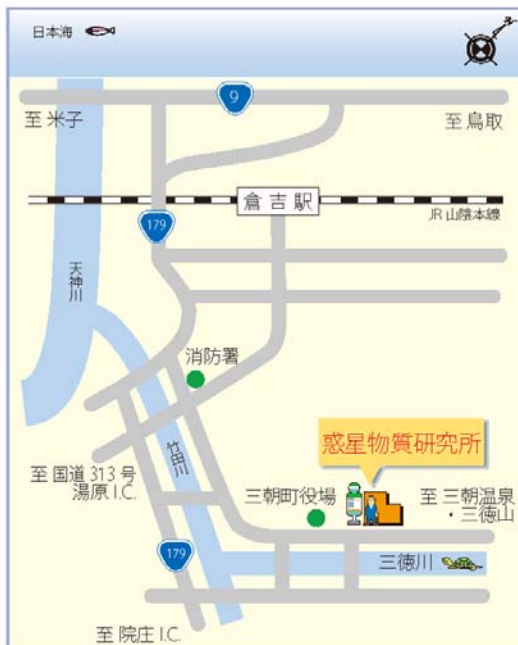 日本海
9
至 米子
至 鳥取
倉吉駅
JR 山陰本線
179
天神川
消防署
竹田川
惑星物質研究所
至 国道 313 号
湯原 I.C.
三朝町役場
至 三朝温泉
・三徳山
179
三徳川
至 院庄 I.C.